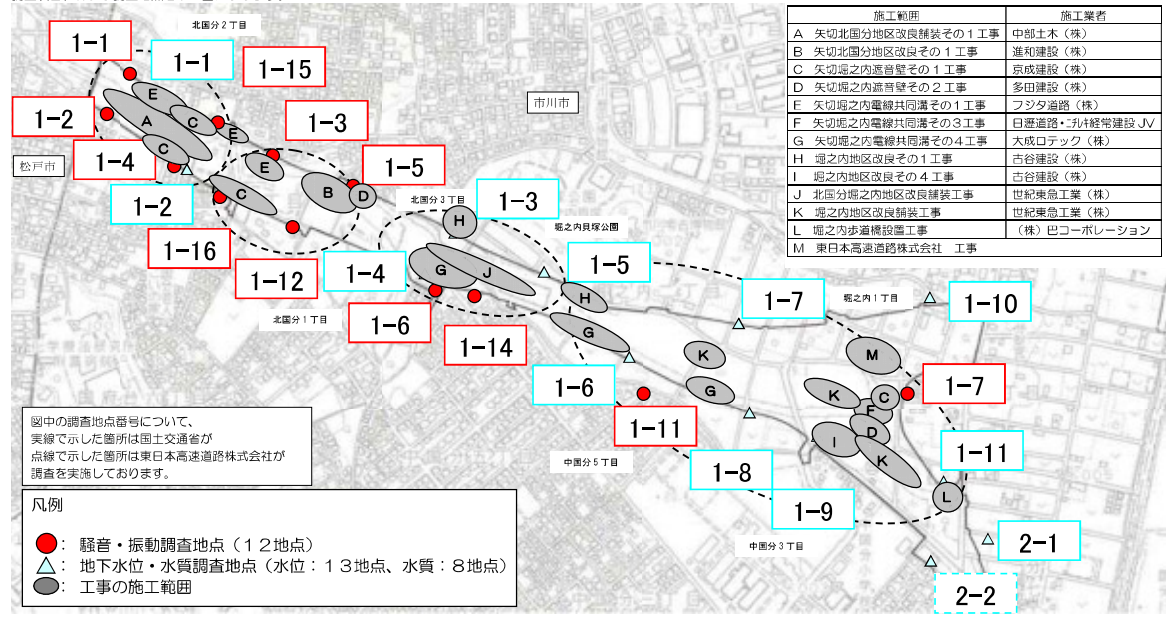 北国分2丁目
1-1
1-1
1-15
1-2
1-3
1-4
1-5
1-2
1-16
1-12
1-3
1-4
1-5
1-6
1-14
1-6
1-11
1-7
1-10
1-7
1-8
1-9
1-11
2-1
2-2
松戸市
市川市
北国分3丁目
堀之内貝塚公園
北国分1丁目
堀之内1丁目
中国分5丁目
中国分3丁目
E
A
C
E
C
E
C
B
D
H
G
J
H
G
K
G
M
K
C
F
D
I
K
L
施工範囲 施工業者
A 矢切北国分地区改良舗装その1工事 中部土木(株)
B 矢切北国分地区改良その1工事 進和建設(株)
C 矢切堀之内遮音壁その1工事 京成建設(株)
D 矢切堀之内遮音壁その2工事 多田建設(株)
E 矢切堀之内電線共同溝その1工事 フジタ道路(株)
F 矢切堀之内電線共同溝その3工事 日瀝道路・ニチレキ経常建設JV
G 矢切堀之内電線共同溝その4工事 大成ロテック(株)
H 堀之内地区改良その1工事 古谷建設(株)
I 堀之内地区改良その4工事 古谷建設(株)
J 北国分堀之内地区改良舗装工事 世紀東急工業(株)
K 堀之内地区改良舗装工事 世紀東急工業(株)
L 堀之内歩道橋設置工事 (株)巴コーポレーション
M 東日本高速道路株式会社 工事
図中の調査地点番号について、
実線で示した箇所は国土交通省が
点線で示した箇所は東日本高速道路株式会社が
調査を実施しております。
凡例
: 騒音・振動調査地点(12地点)
: 地下水位・水質調査地点(水位:13地点、水質:8地点)
: 工事の施工範囲